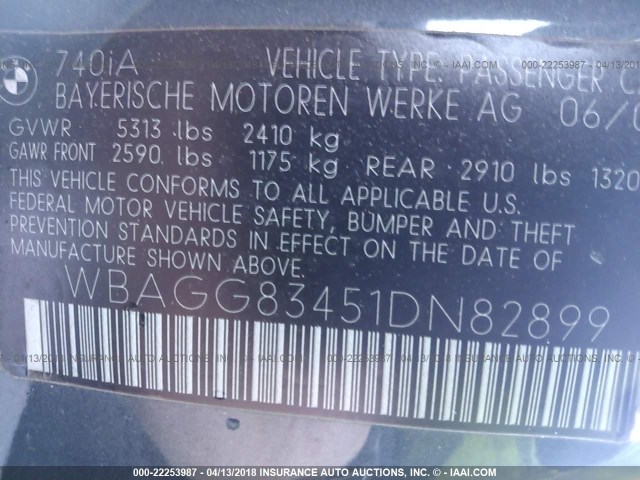 740iA VEHICLE TYPE: PASSENGER C
BAYERISCHE MOTOREN WERKE AG 06/0
GVWR 5313 lbs 2410 kg
GAWR FRONT 2590 lbs 1175 kg REAR 2910 lbs 1320
THIS VEHICLE CONFORMS TO ALL APPLICABLE U.S.
FEDERAL MOTOR VEHICLE SAFETY, BUMPER AND THEFT
PREVENTION STANDARDS IN EFFECT ON THE DATE OF
MANUFACTURE SHOWN ABOVE.
WBAGG83451DN82899
000-22253987 - 04/13/2018 INSURANCE AUTO AUCTIONS, INC. - IAAI.COM